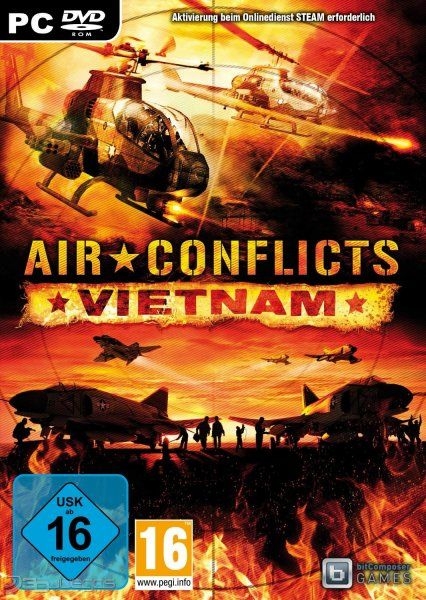 PC DVD
ROM
Aktivierung beim Onlinedienst STEAM erforderlich
AIR★CONFLICTS
★VIETNAM★
USK
ab
16
freigegeben
16
www.pegi.info
b
bitComposer
GAMES